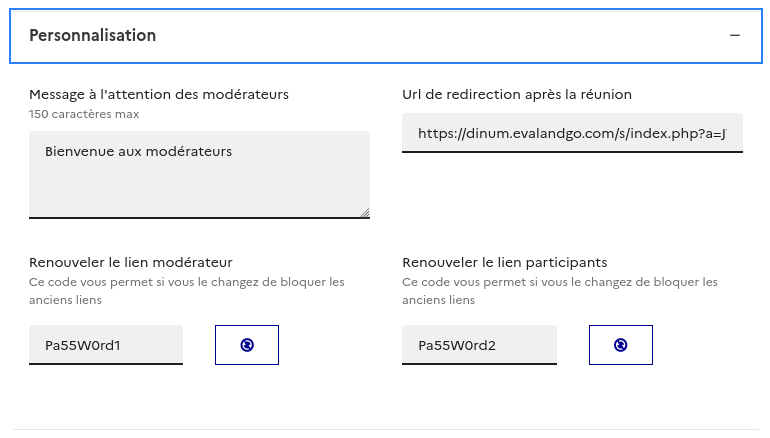 Personnalisation
Message à l'attention des modérateurs
150 caractères max
Bienvenue aux modérateurs
Url de redirection après la réunion
https://dinum.evalandgo.com/s/index.php?a=J
Renouveler le lien modérateur
Ce code vous permet si vous le changez de bloquer les
anciens liens
Pa55W0rd1
Renouveler le lien participants
Ce code vous permet si vous le changez de bloquer les
anciens liens
Pa55W0rd2